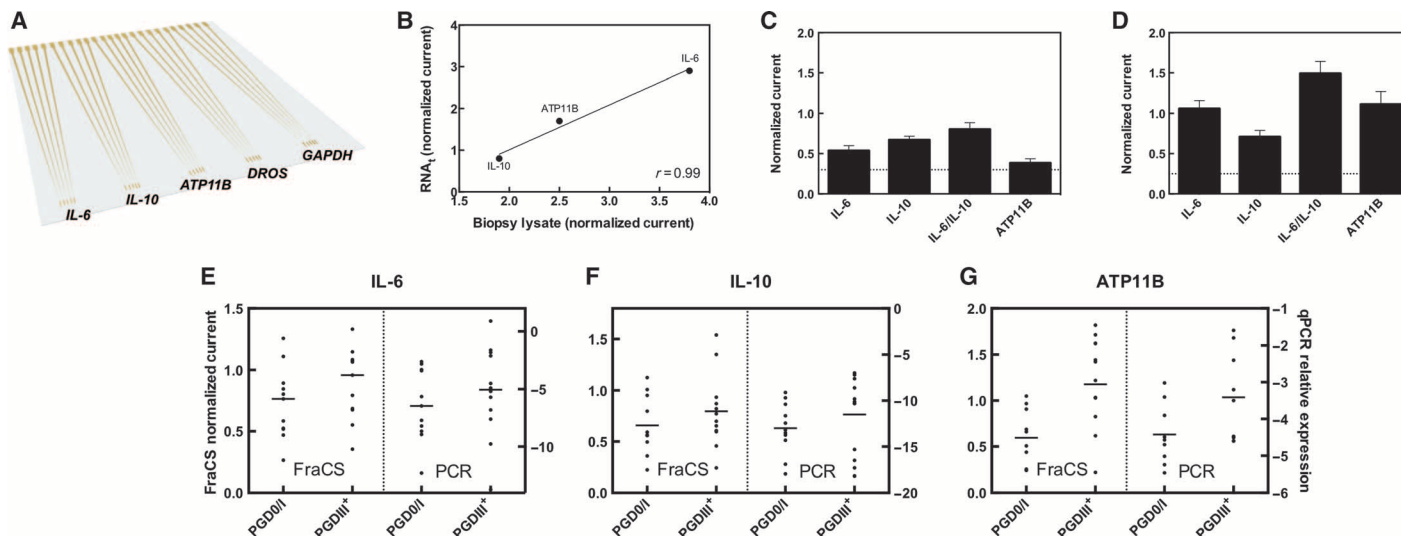 A
IL-6
IL-10
ATP11B
DROS
GAPDH
B
RNAt (normalized current)
4
3
2
1
0
IL-6
ATP11B
IL-10
r = 0.99
1.5 2.0 2.5 3.0 3.5 4.0
Biopsy lysate (normalized current)
C
Normalized current
2.0
1.5
1.0
0.5
0.0
IL-6
IL-10
IL-6/IL-10
ATP11B
D
Normalized current
2.0
1.5
1.0
0.5
0.0
IL-6
IL-10
IL-6/IL-10
ATP11B
E
IL-6
FraCS normalized current
1.5
1.0
0.5
0.0
0
−5
−10
FraCS
PCR
PGD0/I
PGDIII+
PGD0/I
PGDIII+
F
IL-10
1.5
1.0
0.5
0.0
0
−5
−10
−15
−20
FraCS
PCR
PGD0/I
PGDIII+
PGD0/I
PGDIII+
G
ATP11B
2.0
1.5
1.0
0.5
0.0
−1
−2
−3
−4
−5
−6
qPCR relative expression
FraCS
PCR
PGD0/I
PGDIII+
PGD0/I
PGDIII+